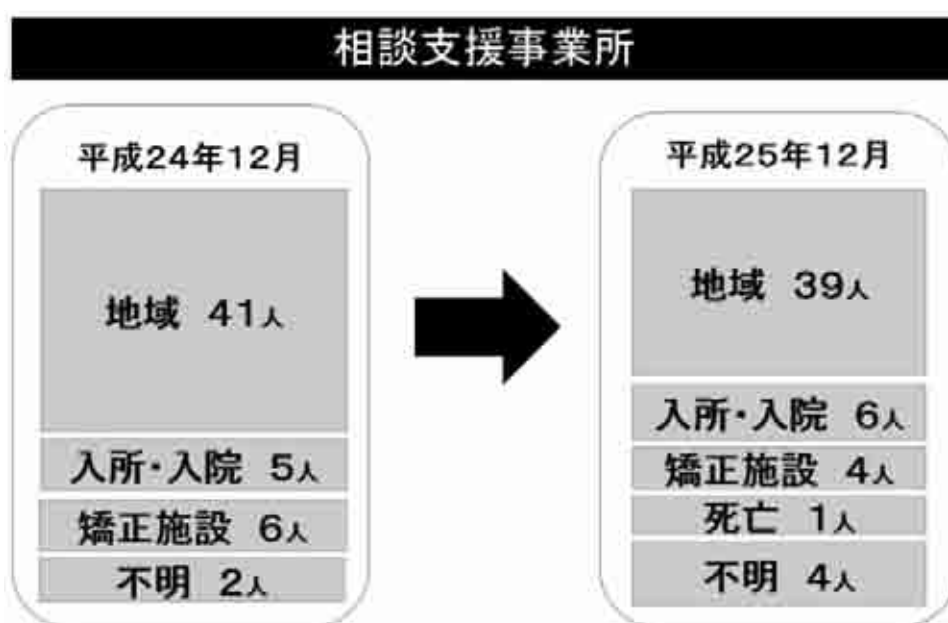 相談支援事業所
平成24年12月
地域 41人
入所・入院 5人
矯正施設 6人
不明 2人
平成25年12月
地域 39人
入所・入院 6人
矯正施設 4人
死亡 1人
不明 4人